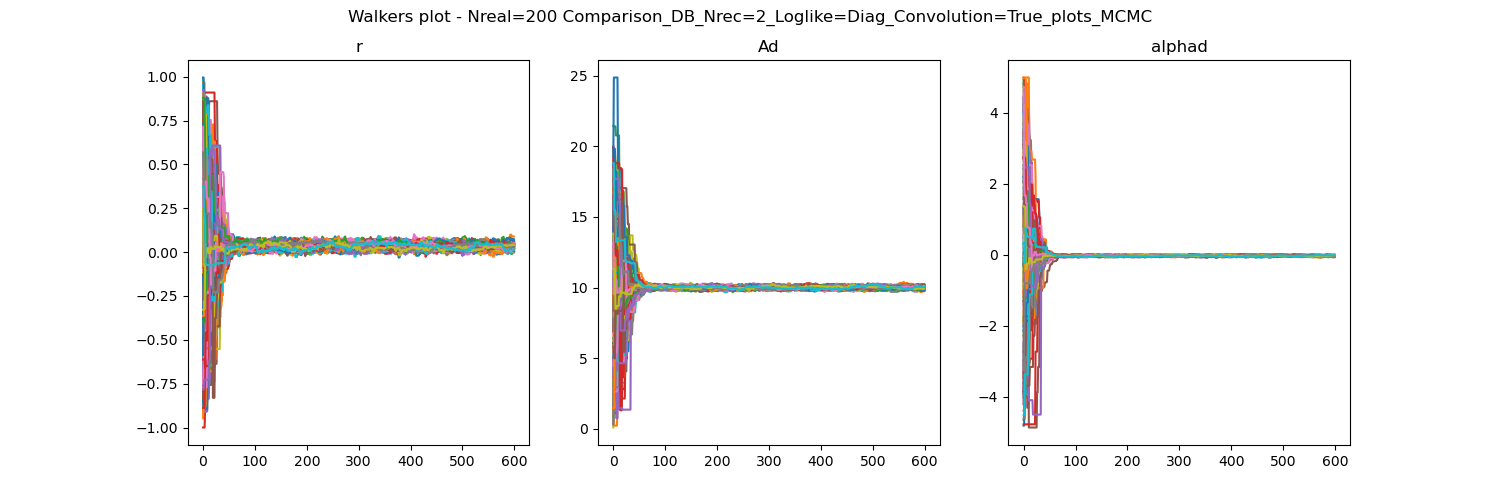 Walkers plot - Nreal=200 Comparison_DB_Nrec=2_Loglike=Diag_Convolution=True_plots_MCMC
r
Ad
alphad
1.00
0.75
0.50
0.25
0.00
−0.25
−0.50
−0.75
−1.00
0 100 200 300 400 500 600
25
20
15
10
5
0
0 100 200 300 400 500 600
4
2
0
−2
−4
0 100 200 300 400 500 600